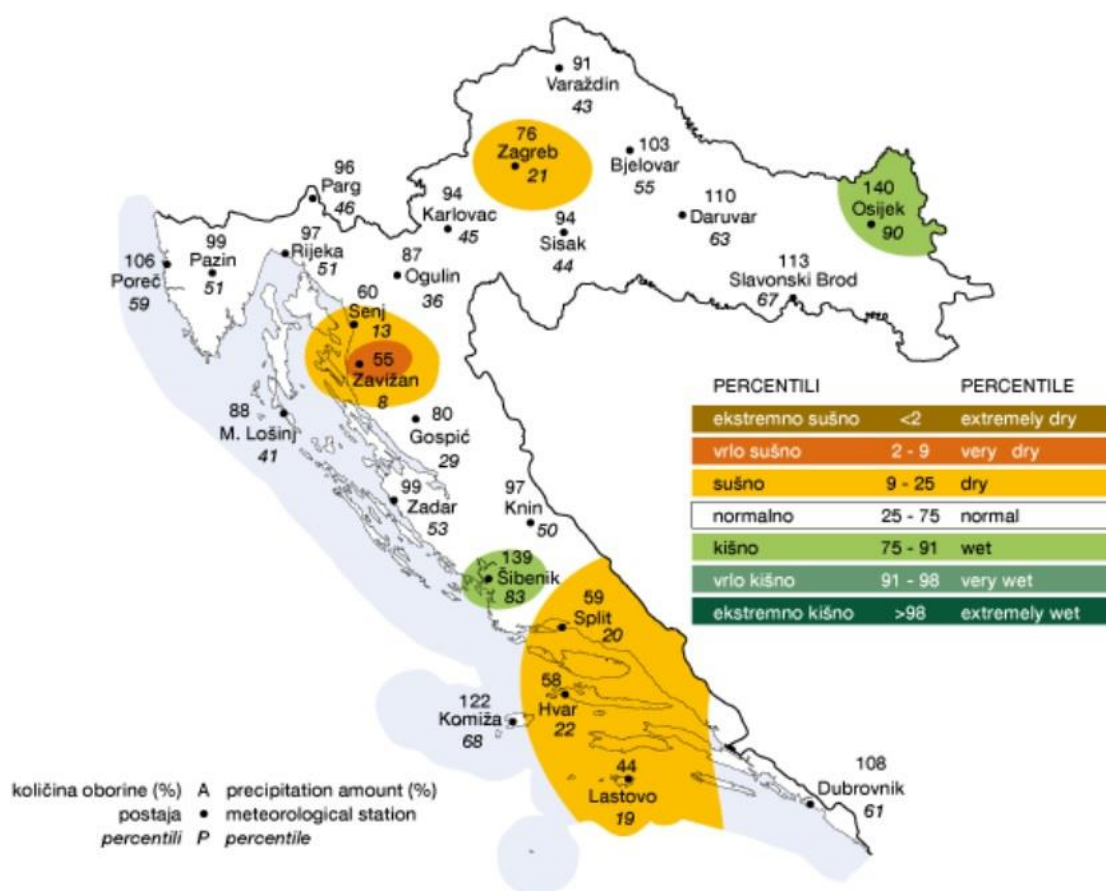 91
Varaždin
43
76
Zagreb
21
103
Bjelovar
55
96
Parg
46
94
Karlovac
45
94
Sisak
44
110
Daruvar
63
140
Osijek
90
97
Rijeka
51
99
Pazin
51
106
Poreč
59
87
Ogulin
36
113
Slavonski Brod
67
60
Senj
13
55
Zavižan
8
88
M. Lošinj
41
80
Gospić
29
99
Zadar
53
97
Knin
50
139
Šibenik
83
59
Split
20
58
Hvar
22
122
Komiža
68
44
Lastovo
19
108
Dubrovnik
61
PERCENTILI PERCENTILE
ekstremno sušno <2 extremely dry
vrlo sušno 2 - 9 very dry
sušno 9 - 25 dry
normalno 25 - 75 normal
kišno 75 - 91 wet
vrlo kišno 91 - 98 very wet
ekstremno kišno >98 extremely wet
količina oborine (%) A precipitation amount (%)
postaja • meteorological station
percentili P percentile